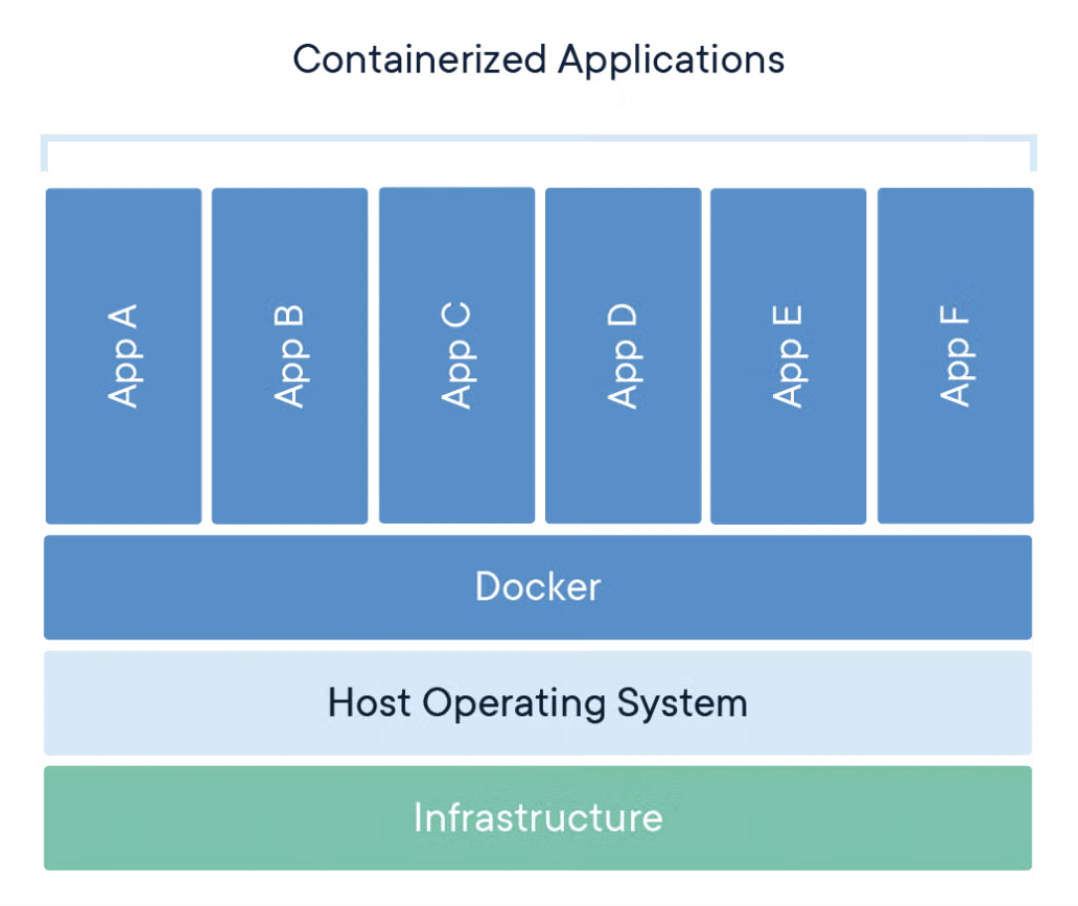 Containerized Applications
App A
App B
App C
App D
App E
App F
Docker
Host Operating System
Infrastructure